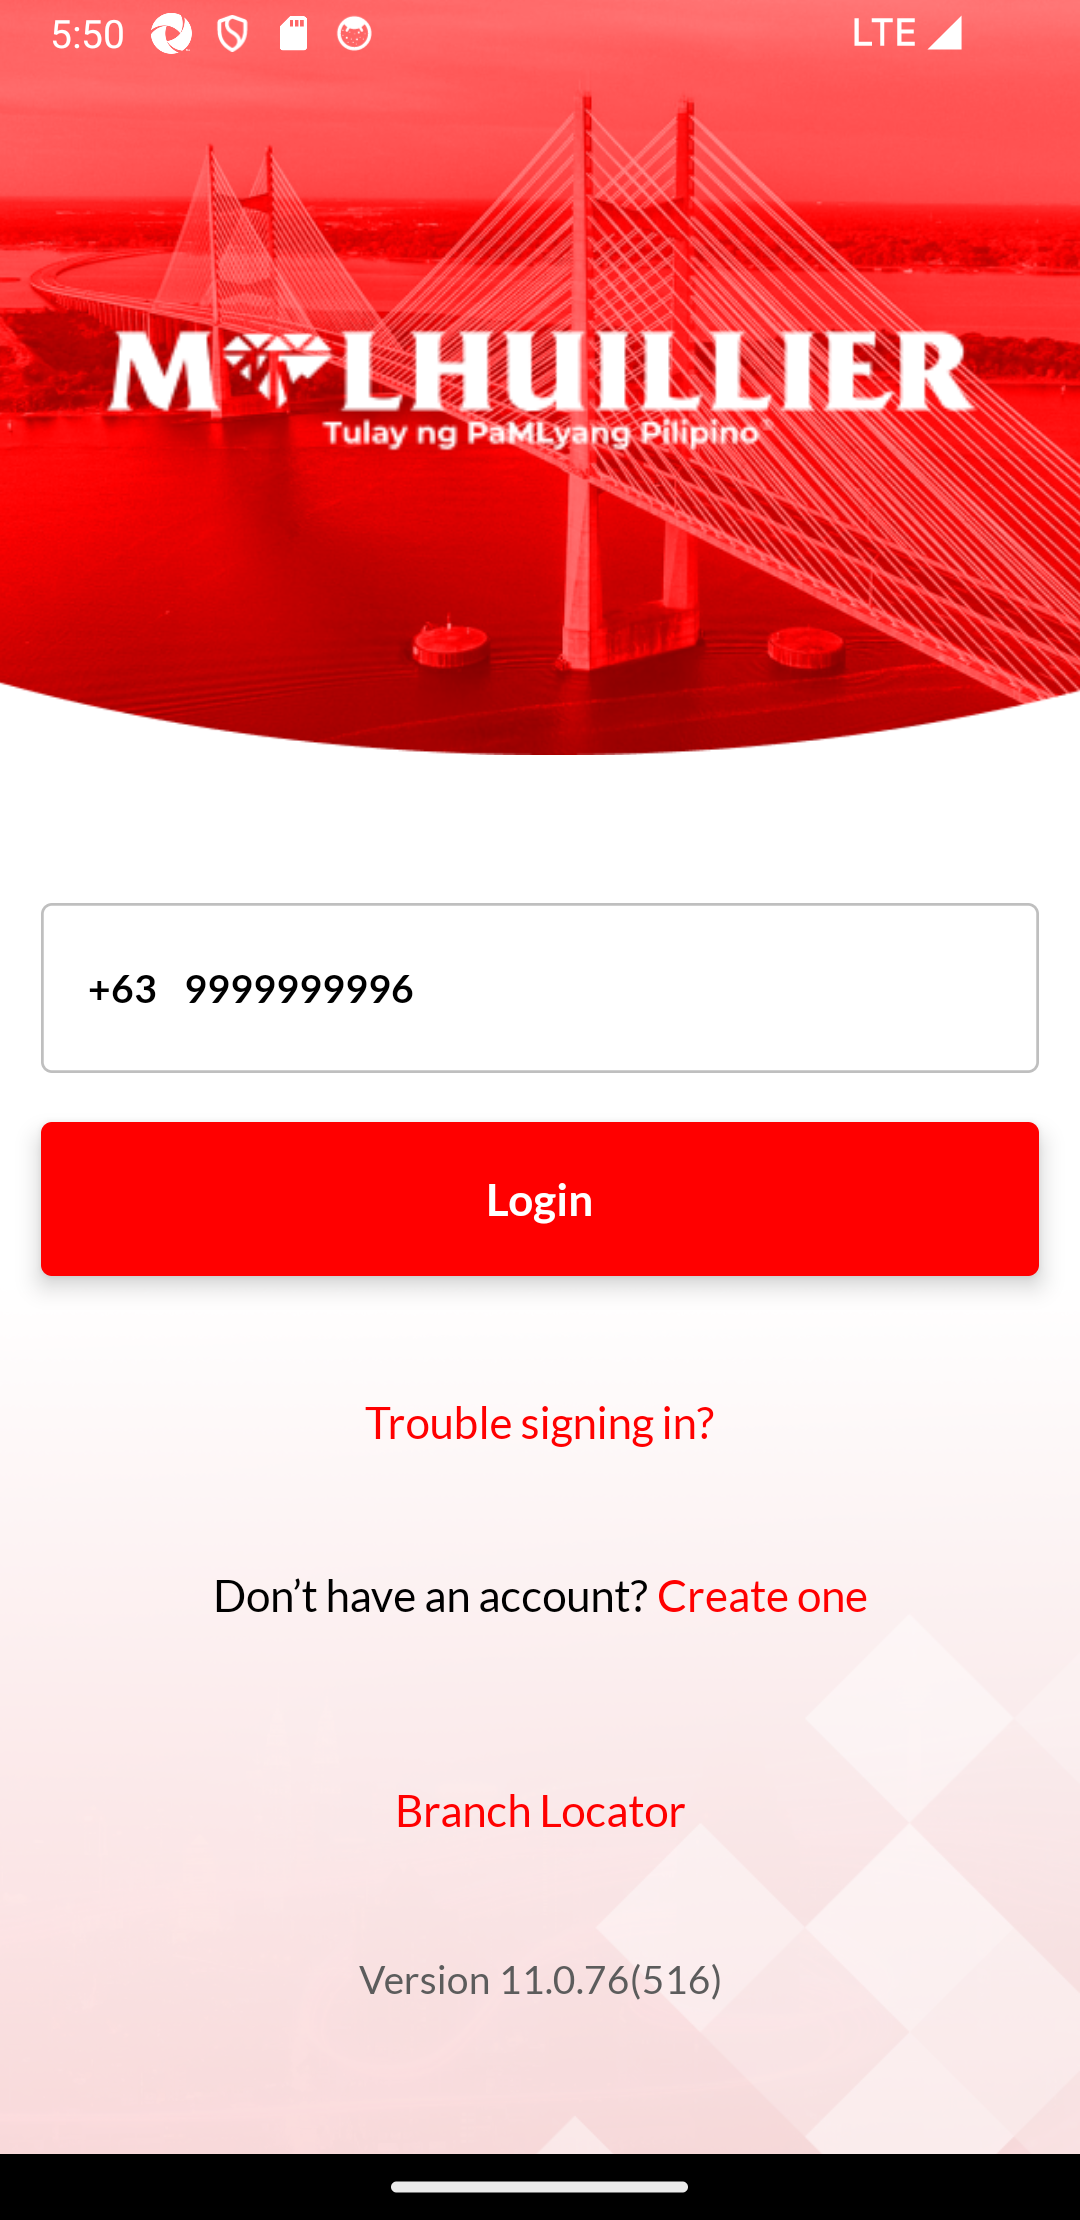 5:50
LTE
M LHUILLIER
Tulay ng PaMLyang Pilipino
+63 9999999996
Login
Trouble signing in?
Don’t have an account? Create one
Branch Locator
Version 11.0.76(516)